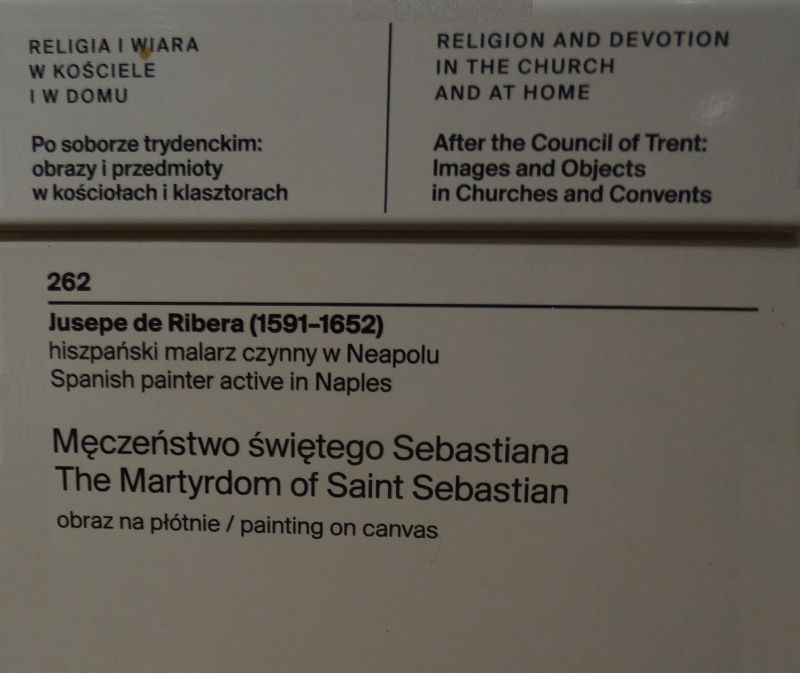 RELIGIA I WIARA
W KOŚCIELE
I W DOMU
Po soborze trydenckim:
obrazy i przedmioty
w kościołach i klasztorach
RELIGION AND DEVOTION
IN THE CHURCH
AND AT HOME
After the Council of Trent:
Images and Objects
in Churches and Convents
262
Jusepe de Ribera (1591–1652)
hiszpański malarz czynny w Neapolu
Spanish painter active in Naples
Męczeństwo świętego Sebastiana
The Martyrdom of Saint Sebastian
obraz na płótnie / painting on canvas